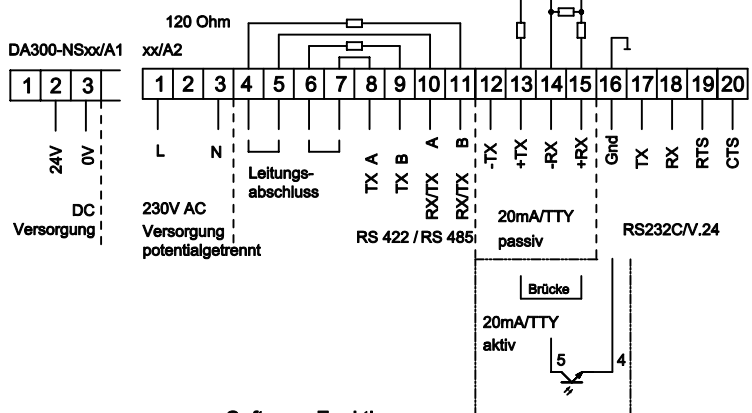 120 Ohm
DA300-NSxx/A1 xx/A2
1 2 3 1 2 3 4 5 6 7 8 9 10 11 12 13 14 15 16 17 18 19 20
24V 0V L N TX A TX B RX/TX A RX/TX B -TX +TX -RX +RX Gnd TX RX RTS CTS
Leitungs-
abschluss
DC
Versorgung
230V AC
Versorgung
potentialgetrennt
RS 422 / RS 485
20mA/TTY
passiv
RS232C/V.24
Brücke
20mA/TTY
aktiv
5 4